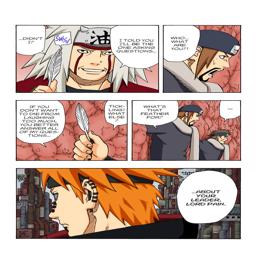 ...DIDN'T
I?
I TOLD YOU
I'LL BE THE
ONE ASKING
QUESTIONS...
油
WHO...
WHAT
ARE
YOU?!
IF YOU
DON'T WANT
TO DIE FROM
LAUGHING
TOO MUCH,
YOU BETTER
ANSWER ALL
OF MY QUES-
TIONS...
TICK-
LING!
WHAT
ELSE
?
WHAT'S
THAT
FEATHER
FOR?
...
...ABOUT
YOUR
LEADER,
LORD PAIN.